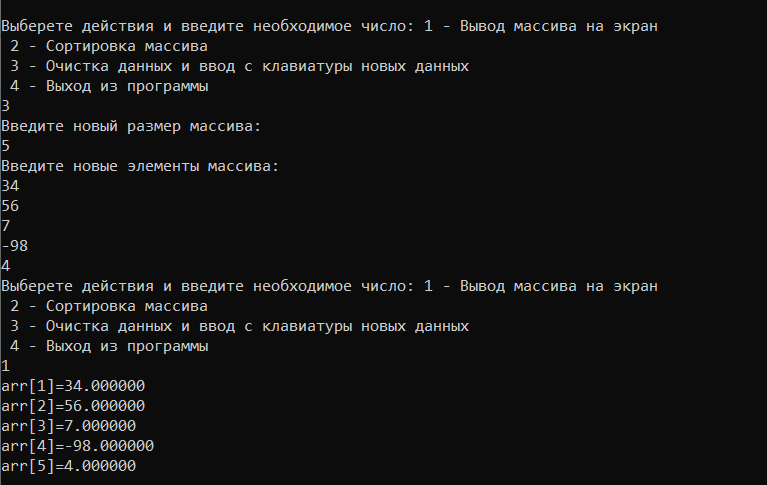 Выберете действия и введите необходимое число: 1 - Вывод массива на экран
2 - Сортировка массива
3 - Очистка данных и ввод с клавиатуры новых данных
4 - Выход из программы
3
Введите новый размер массива:
5
Введите новые элементы массива:
34
56
7
-98
4
Выберете действия и введите необходимое число: 1 - Вывод массива на экран
2 - Сортировка массива
3 - Очистка данных и ввод с клавиатуры новых данных
4 - Выход из программы
1
arr[1]=34.000000
arr[2]=56.000000
arr[3]=7.000000
arr[4]=-98.000000
arr[5]=4.000000